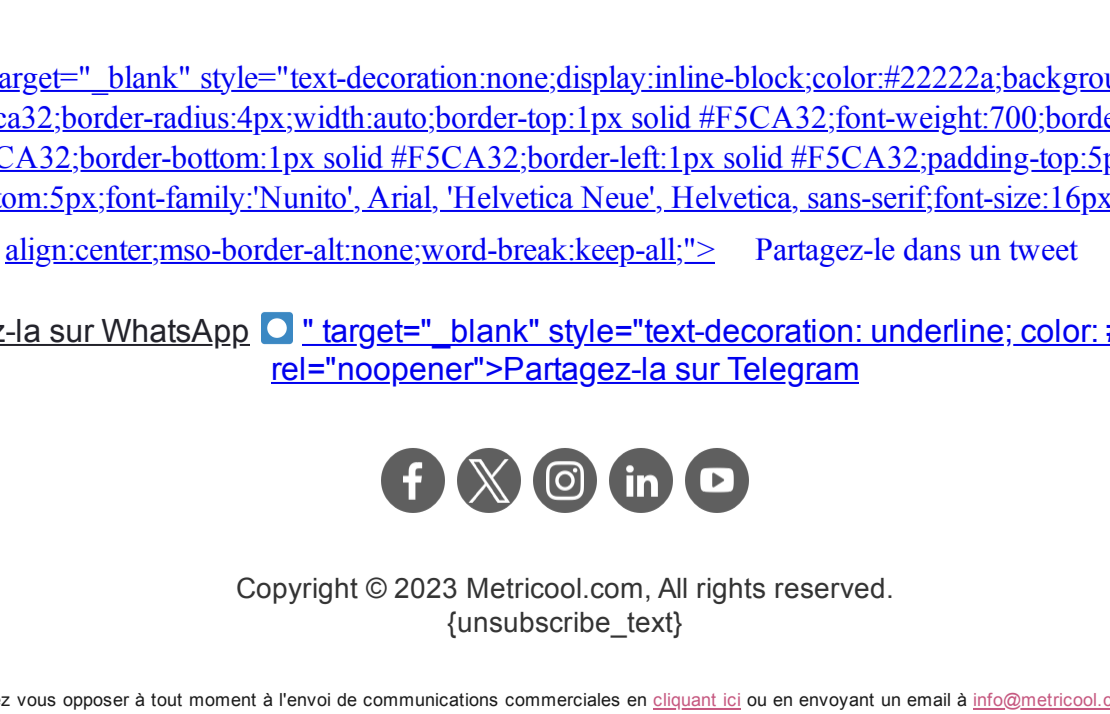 arget="_blank" style="text-decoration:none;display:inline-block;color:#22222a;backgrou
ca32;border-radius:4px;width:auto;border-top:1px solid #F5CA32;font-weight:700;borde
CA32;border-bottom:1px solid #F5CA32;border-left:1px solid #F5CA32;padding-top:5p
tom:5px;font-family:'Nunito', Arial, 'Helvetica Neue', Helvetica, sans-serif;font-size:16px
align:center;mso-border-alt:none;word-break:keep-all;"> Partagez-le dans un tweet
z-la sur WhatsApp " target="_blank" style="text-decoration: underline; color: #
rel="noopener">Partagez-la sur Telegram
Copyright © 2023 Metricool.com, All rights reserved.
{unsubscribe_text}
ez vous opposer à tout moment à l'envoi de communications commerciales en cliquant ici ou en envoyant un email à info@metricool.c